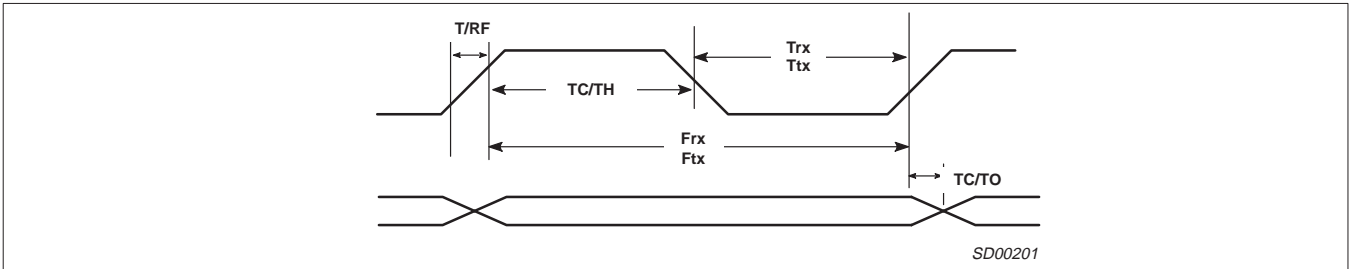 T/RF
Trx
Ttx
TC/TH
Frx
Ftx
TC/TO
SD00201